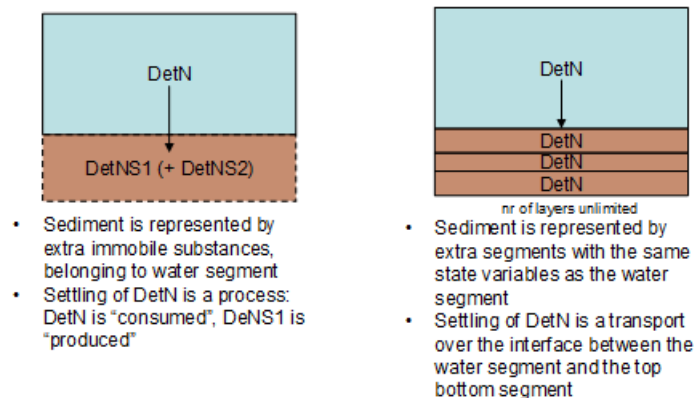 DetN
DetNS1 (+ DetNS2)
• Sediment is represented by
extra immobile substances,
belonging to water segment
• Settling of DetN is a process:
DetN is “consumed”, DeNS1 is
“produced”
DetN
DetN
DetN
DetN
nr of layers unlimited
• Sediment is represented by
extra segments with the same
state variables as the water
segment
• Settling of DetN is a transport
over the interface between the
water segment and the top
bottom segment